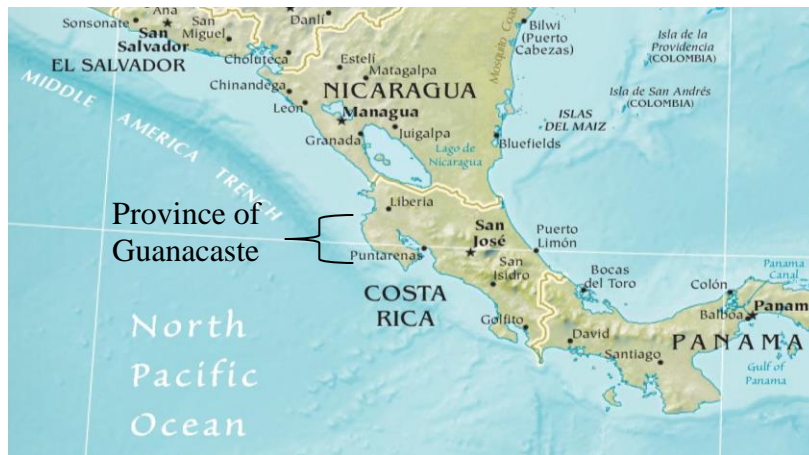 Ana
San
Danlí
Sonsonate
Miguel
San
Salvador
EL SALVADOR
Choluteca
Estelí
Chinandega
Matagalpa
NICARAGUA
León
Managua
Granada
Juigalpa
Lago de
Nicaragua
Mosquito Coas
Bilwi
(Puerto
Cabezas)
Isla de la
Providencia
(COLOMBIA)
Isla de San Andrés
(COLOMBIA)
ISLAS
DEL MAIZ
Bluefields
MIDDLE AMERICA TRENCH
Province of
Guanacaste
Liberia
San
José
Puerto
Limón
Puntarenas
San
Isidro
COSTA
RICA
Golfito
Bocas
del Toro
David
Santiago
Colón
Panama
Canal
Balboa
Panam
PANAMA
Gulf of
Panama
North
Pacific
Ocean